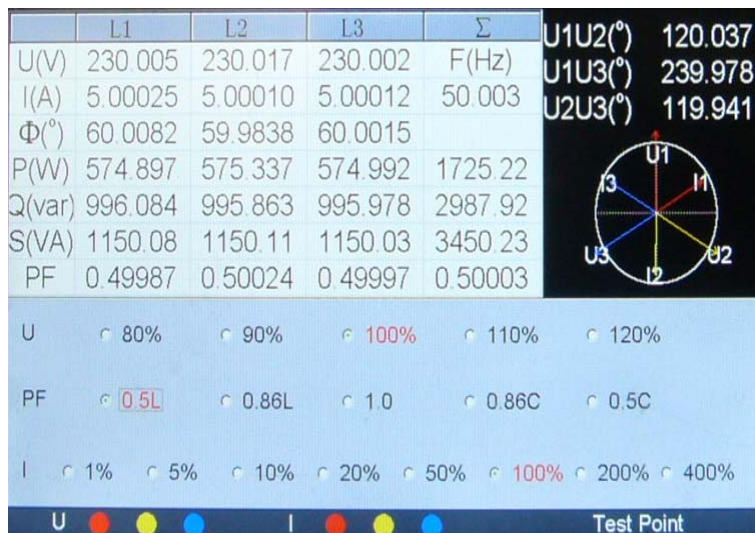 L1 L2 L3 Σ
U(V) 230.005 230.017 230.002 F(Hz)
I(A) 5.00025 5.00010 5.00012 50.003
Φ(°) 60.0082 59.9838 60.0015
P(W) 574.897 575.337 574.992 1725.22
Q(var) 996.084 995.863 995.978 2987.92
S(VA) 1150.08 1150.11 1150.03 3450.23
PF 0.49987 0.50024 0.49997 0.50003
U1U2(°) 120.037
U1U3(°) 239.978
U2U3(°) 119.941
U1
I3 I1
U3 U2
I2
U 80% 90% 100% 110% 120%
PF 0.5L 0.86L 1.0 0.86C 0.5C
I 1% 5% 10% 20% 50% 100% 200% 400%
U I Test Point